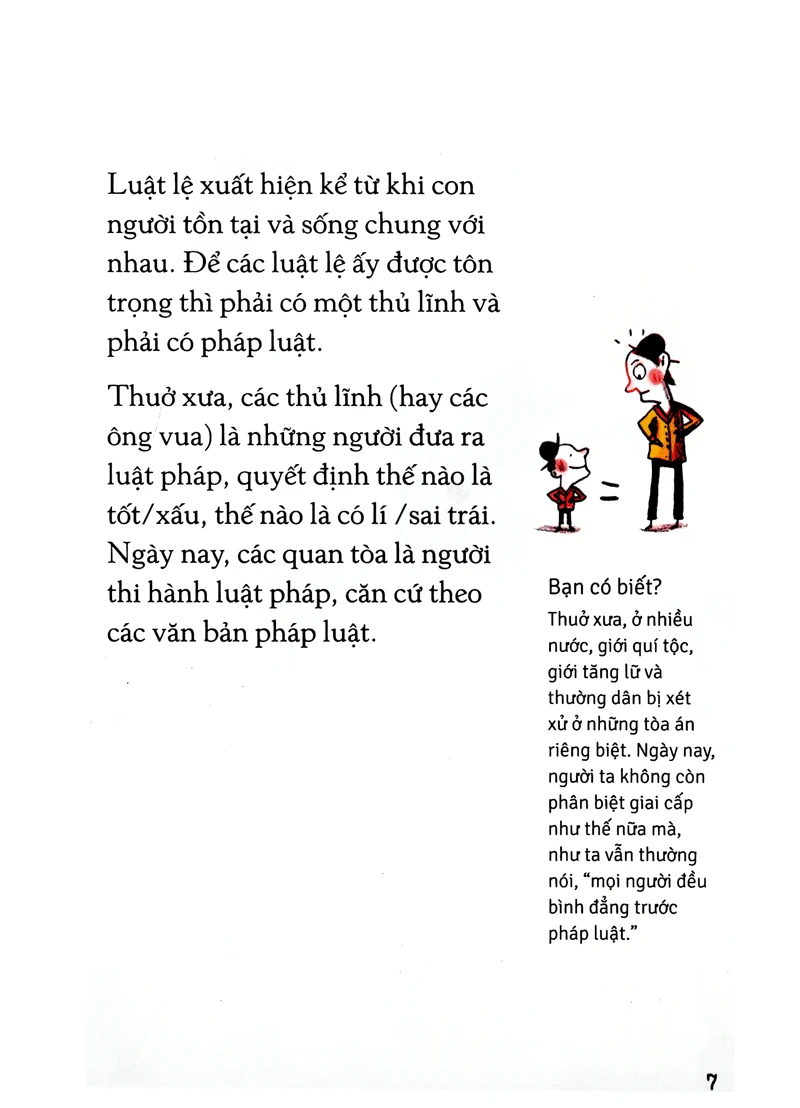 Luật lệ xuất hiện kể từ khi con
người tồn tại và sống chung với
nhau. Để các luật lệ ấy được tôn
trọng thì phải có một thủ lĩnh và
phải có pháp luật.
Thuở xưa, các thủ lĩnh (hay các
ông vua) là những người đưa ra
luật pháp, quyết định thế nào là
tốt/xấu, thế nào là có lí /sai trái.
Ngày nay, các quan tòa là người
thi hành luật pháp, căn cứ theo
các văn bản pháp luật.
=
Bạn có biết?
Thuở xưa, ở nhiều
nước, giới quí tộc,
giới tăng lữ và
thường dân bị xét
xử ở những tòa án
riêng biệt. Ngày nay,
người ta không còn
phân biệt giai cấp
như thế nữa mà,
như ta vẫn thường
nói, “mọi người đều
bình đẳng trước
pháp luật.”
7